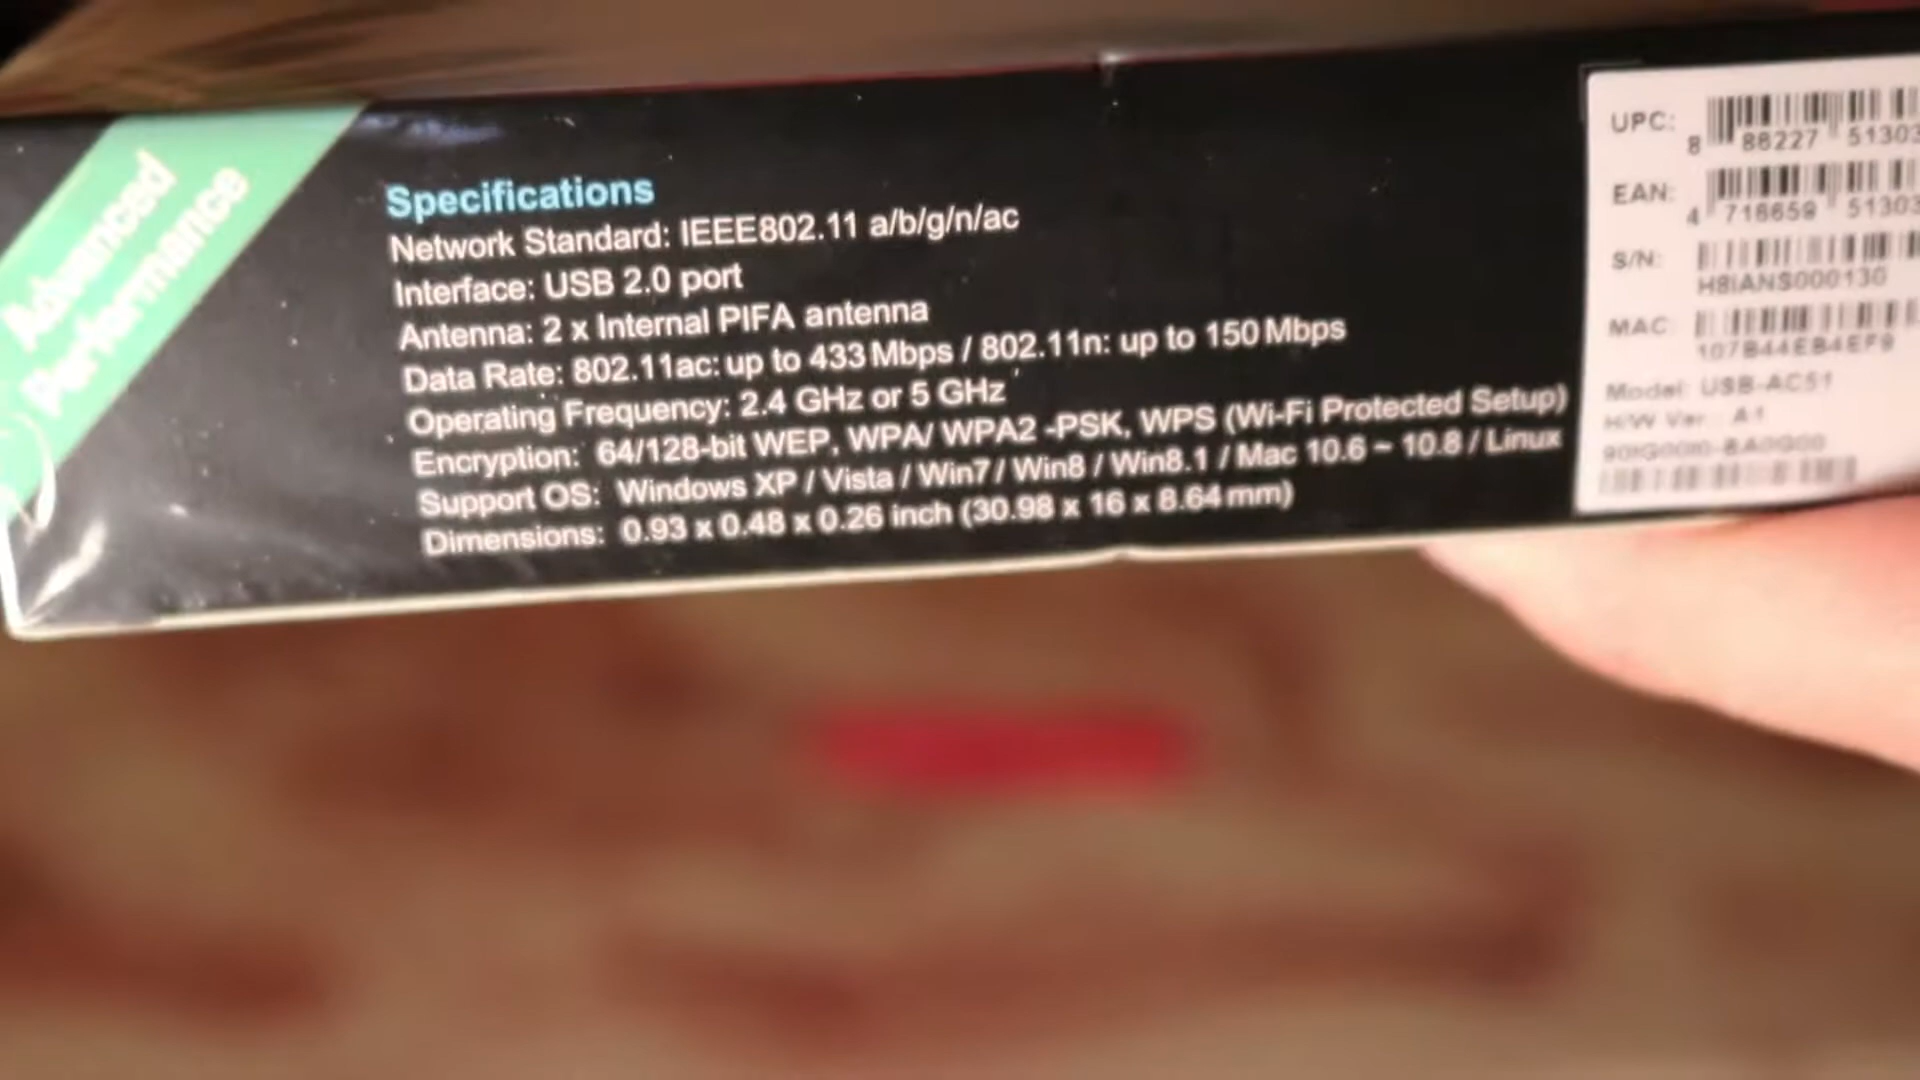 Advanced
Performance
Specifications
Network Standard: IEEE802.11 a/b/g/n/ac
Interface: USB 2.0 port
Antenna: 2 x Internal PIFA antenna
Data Rate: 802.11ac: up to 433 Mbps / 802.11n: up to 150 Mbps
Operating Frequency: 2.4 GHz or 5 GHz
Encryption: 64/128-bit WEP, WPA/ WPA2 -PSK, WPS (Wi-Fi Protected Setup)
Support OS: Windows XP / Vista / Win7 / Win8 / Win8.1 / Mac 10.6 ~ 10.8 / Linux
Dimensions: 0.93 x 0.48 x 0.26 inch (30.98 x 16 x 8.64 mm)
UPC:
8 88227 51303
EAN:
4 718659 51303
S/N:
H8IANS000130
MAC
107B44EB4EF9
Model: USB-AC51
H/W Ver.: A1